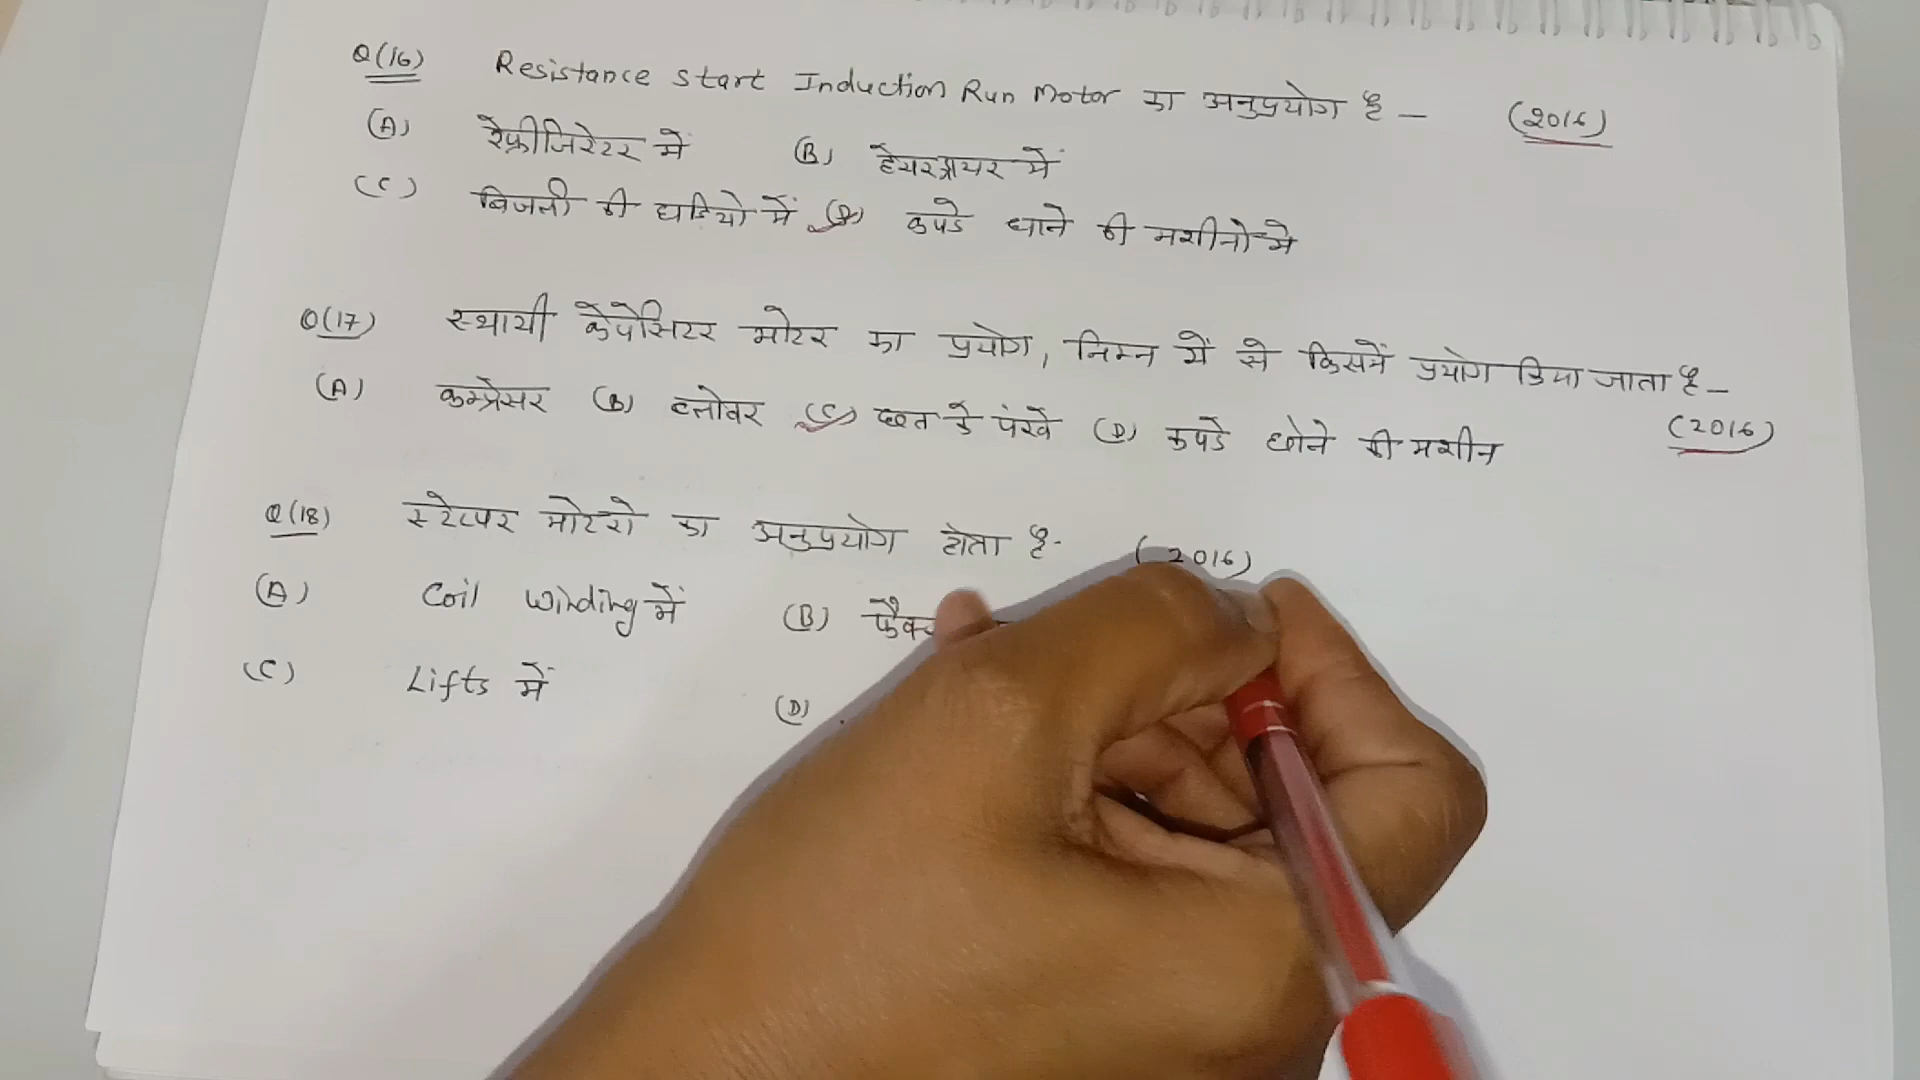 Q(16) Resistance start Induction Run Motor का अनुप्रयोग है — (2016)
(A) रेफ्रीजिरेटर में (B) हेयरड्रायर में
(C) बिजली की घडियो में (D) कपडे धाने की मशीनो मे
Q(17) स्थायी केपेसिटर मोटर का प्रयोग, निम्न में से किसमें प्रयोग किया जाता है —
(A) कम्प्रेसर (B) ब्लोवर (C) छत के पंखे (D) कपडे धोने की मशीन (2016)
Q(18) स्टेप्पर मोटरो का अनुप्रयोग होता है- (2016)
(A) Coil winding में (B)
(C) Lifts में (D)